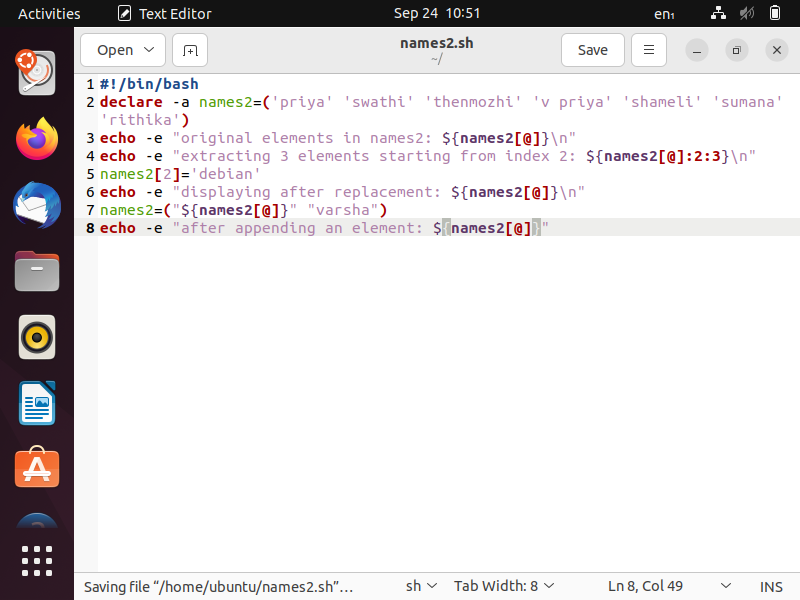 Activities Text Editor Sep 24 10:51 en₁
Open names2.sh Save
~/
1 #!/bin/bash
2 declare -a names2=('priya' 'swathi' 'thenmozhi' 'v priya' 'shameli' 'sumana'
'rithika')
3 echo -e "original elements in names2: ${names2[@]}\n"
4 echo -e "extracting 3 elements starting from index 2: ${names2[@]:2:3}\n"
5 names2[2]='debian'
6 echo -e "displaying after replacement: ${names2[@]}\n"
7 names2=("${names2[@]}" "varsha")
8 echo -e "after appending an element: ${names2[@]}"
Saving file “/home/ubuntu/names2.sh”… sh Tab Width: 8 Ln 8, Col 49 INS